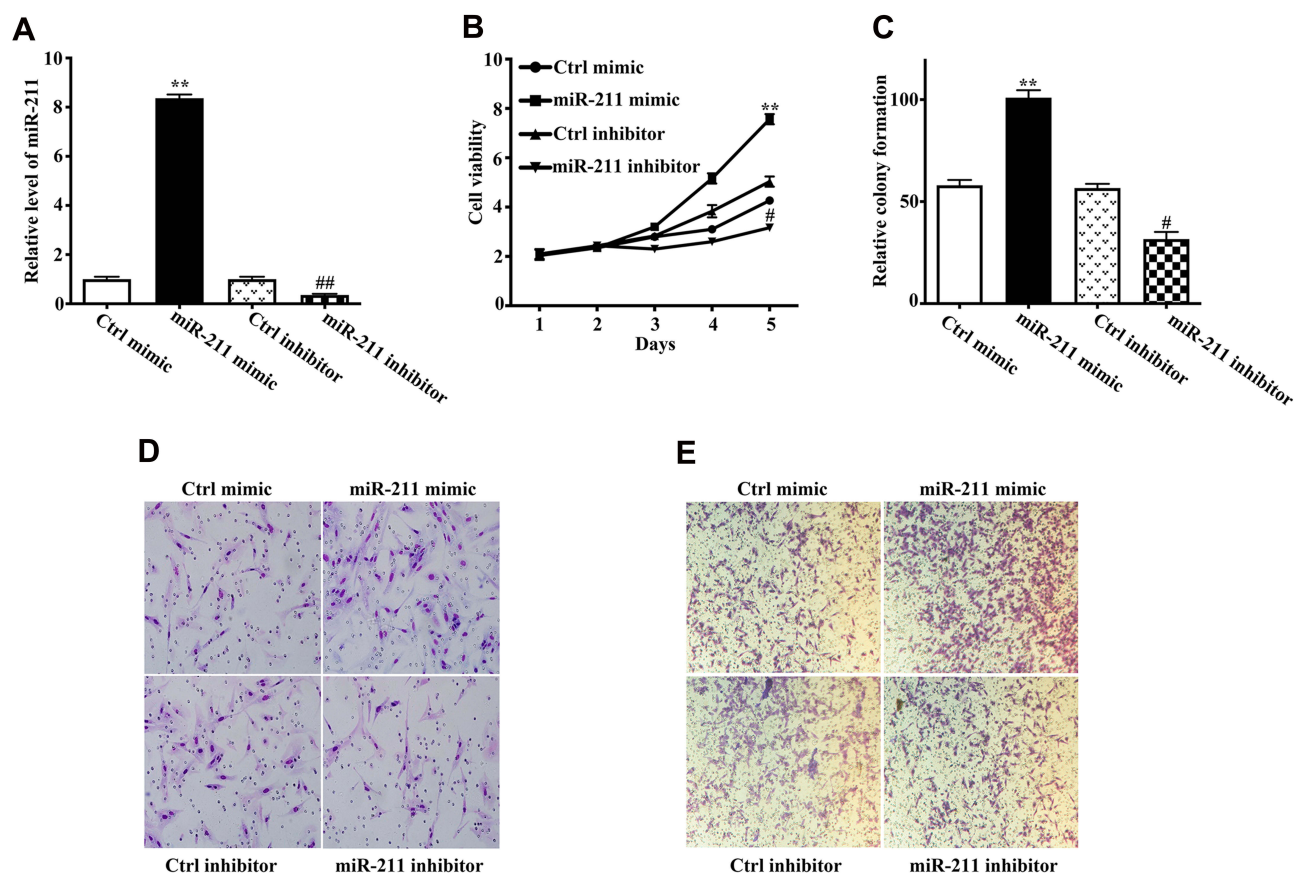 A
Relative level of miR-211
10
8
6
4
2
0
**
##
Ctrl mimic
miR-211 mimic
Ctrl inhibitor
miR-211 inhibitor
B
Cell viability
10
8
6
4
2
0
Ctrl mimic
miR-211 mimic
Ctrl inhibitor
miR-211 inhibitor
**
#
1 2 3 4 5
Days
C
Relative colony formation
100
50
0
**
#
Ctrl mimic
miR-211 mimic
Ctrl inhibitor
miR-211 inhibitor
D
Ctrl mimic
miR-211 mimic
Ctrl inhibitor
miR-211 inhibitor
E
Ctrl mimic
miR-211 mimic
Ctrl inhibitor
miR-211 inhibitor